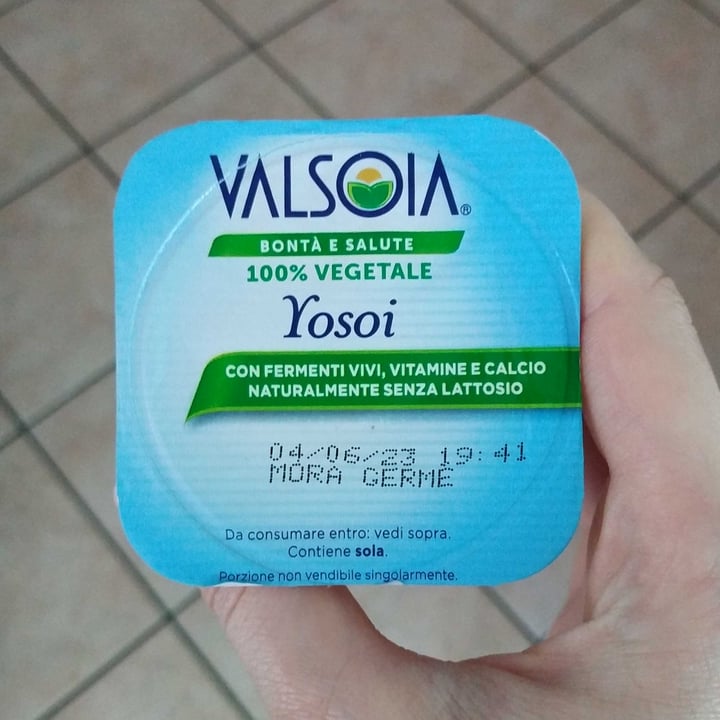 VALSOIA®
BONTÀ E SALUTE
100% VEGETALE
Yosoi
CON FERMENTI VIVI, VITAMINE E CALCIO
NATURALMENTE SENZA LATTOSIO
04/06/23 19:41
MORA GERME
Da consumare entro: vedi sopra.
Contiene soia.
Porzione non vendibile singolarmente.